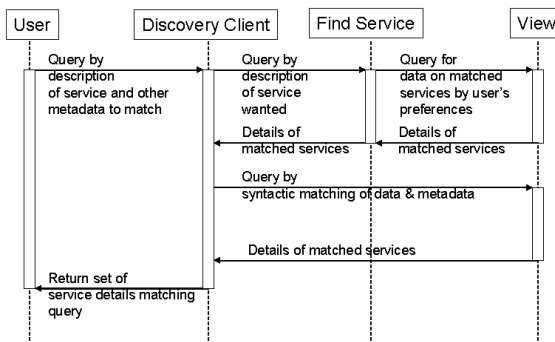 User
Discovery Client
Find Service
View
Query by
description
of service and other
metadata to match
Query by
description
of service
wanted
Query for
data on matched
services by user's
preferences
Details of
matched services
Details of
matched services
Query by
syntactic matching of data & metadata
Details of matched services
Return set of
service details matching
query